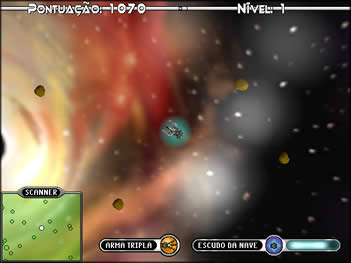 Pontuação: 1070
Nível: 1
SCANNER
ARMA TRIPLA
ESCUDO DA NAVE